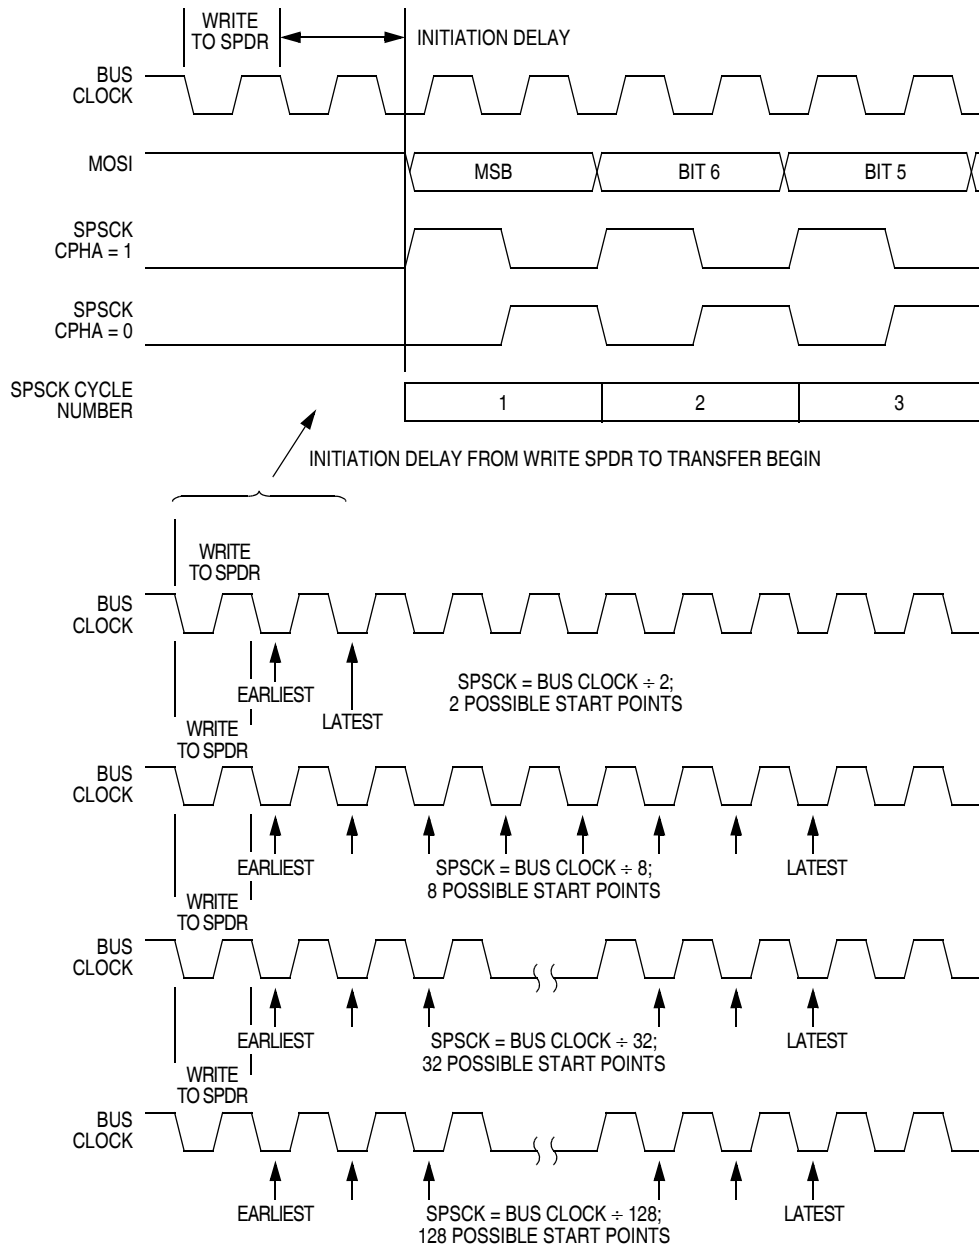 WRITE
TO SPDR
INITIATION DELAY
BUS
CLOCK
MOSI
MSB
BIT 6
BIT 5
SPSCK
CPHA = 1
SPSCK
CPHA = 0
SPSCK CYCLE
NUMBER
1
2
3
INITIATION DELAY FROM WRITE SPDR TO TRANSFER BEGIN
WRITE
TO SPDR
BUS
CLOCK
EARLIEST
LATEST
SPSCK = BUS CLOCK ÷ 2;
2 POSSIBLE START POINTS
WRITE
TO SPDR
BUS
CLOCK
EARLIEST
SPSCK = BUS CLOCK ÷ 8;
8 POSSIBLE START POINTS
LATEST
WRITE
TO SPDR
BUS
CLOCK
EARLIEST
SPSCK = BUS CLOCK ÷ 32;
32 POSSIBLE START POINTS
LATEST
WRITE
TO SPDR
BUS
CLOCK
EARLIEST
SPSCK = BUS CLOCK ÷ 128;
128 POSSIBLE START POINTS
LATEST